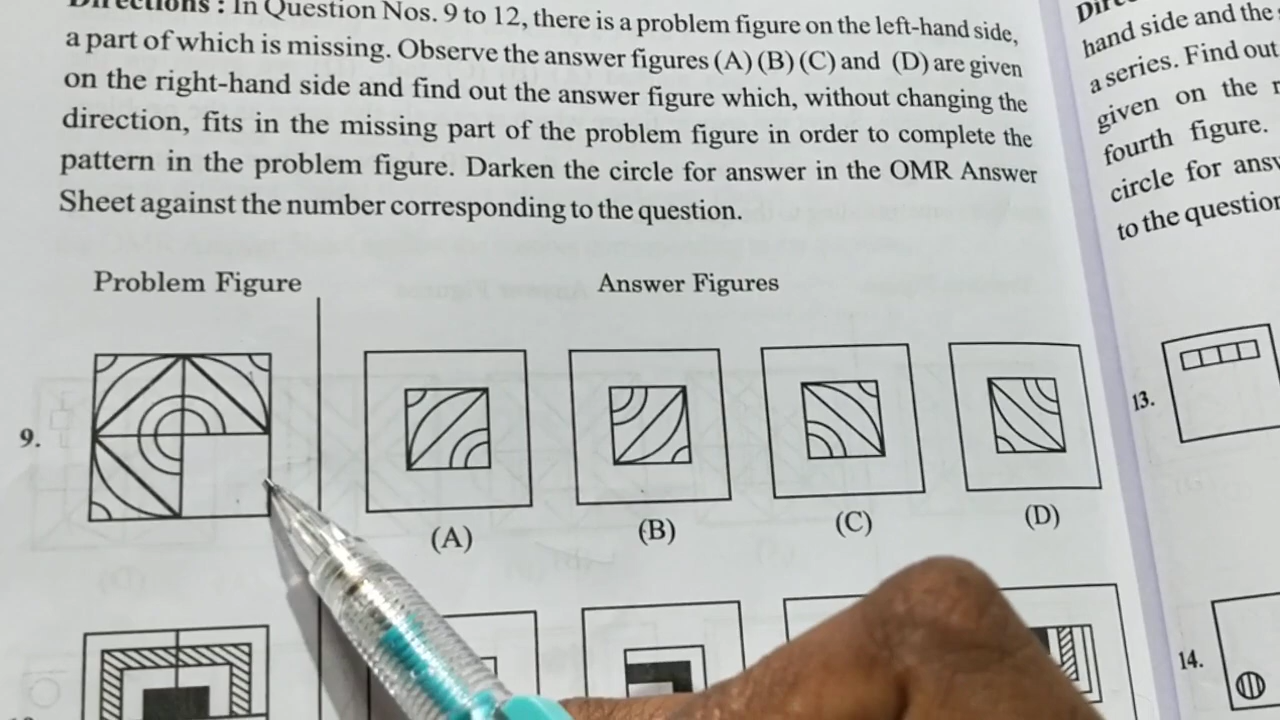 Directions : In Question Nos. 9 to 12, there is a problem figure on the left-hand side,
a part of which is missing. Observe the answer figures (A) (B) (C) and (D) are given
on the right-hand side and find out the answer figure which, without changing the
direction, fits in the missing part of the problem figure in order to complete the
pattern in the problem figure. Darken the circle for answer in the OMR Answer
Sheet against the number corresponding to the question.
Problem Figure
Answer Figures
9.
(A)
(B)
(C)
(D)
hand side and the
a series. Find out
given on the
fourth figure.
circle for
to the question
13.
14.